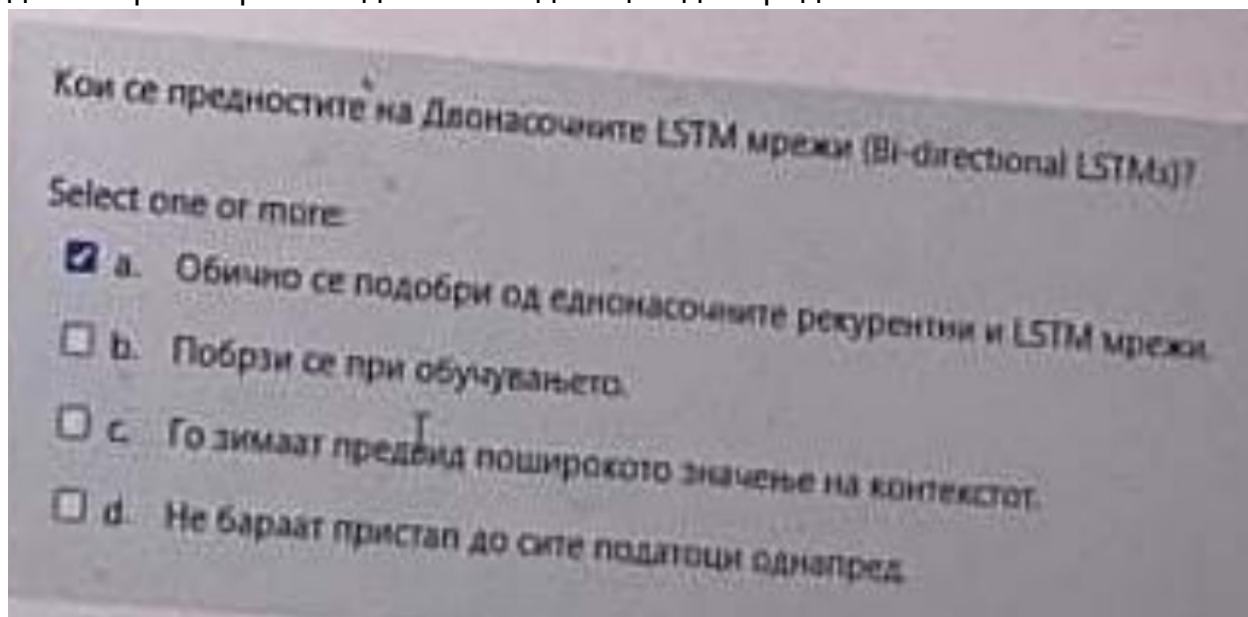 Кои се предностите на Двонасочните LSTM мрежи (Bi-directional LSTMs)?
Select one or more:
a. Обично се подобри од еднонасочните рекурентни и LSTM мрежи.
b. Побрзи се при обучувањето.
c. Го зимаат предвид поширокото значење на контекстот.
d. Не бараат пристап до сите податоци однапред.